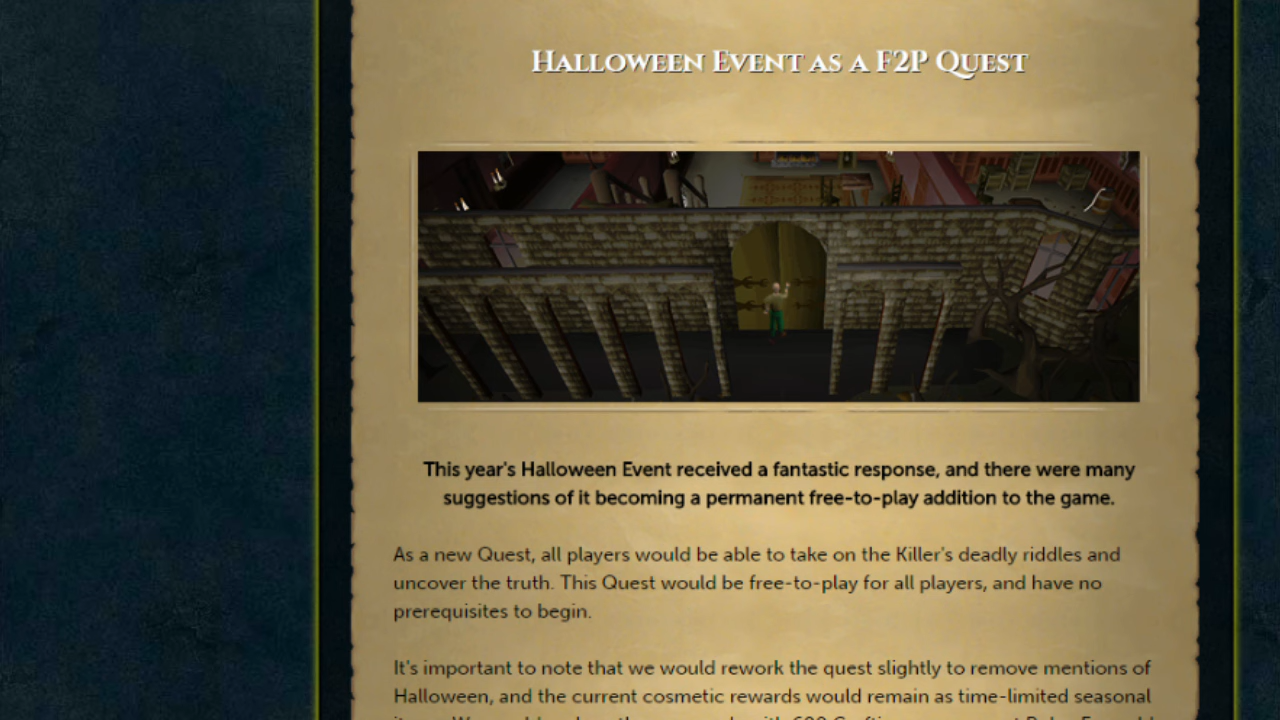 Halloween Event as a F2P Quest
This year's Halloween Event received a fantastic response, and there were many
suggestions of it becoming a permanent free-to-play addition to the game.
As a new Quest, all players would be able to take on the Killer's deadly riddles and
uncover the truth. This Quest would be free-to-play for all players, and have no
prerequisites to begin.
It's important to note that we would rework the quest slightly to remove mentions of
Halloween, and the current cosmetic rewards would remain as time-limited seasonal